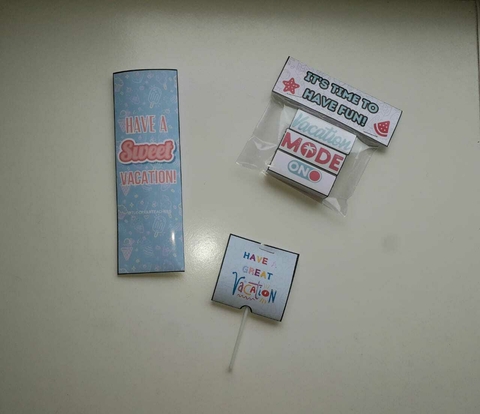 HAVE A
Sweet
VACATION!
IT'S TIME TO
HAVE FUN!
Vacation
MODE
ON
HAVE A
GREAT
VACATION